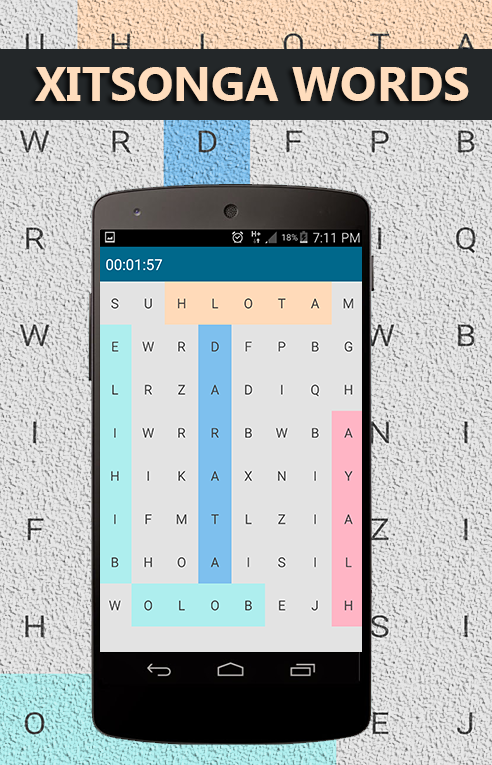 U H L O T A
XITSONGA WORDS
W R D F P B
R I Q
W W B
I N I
F Z I
H S I
O E J
H+ 18% 7:11 PM
00:01:57
S U H L O T A M
E W R D F P B G
L R Z A D I Q H
I W R R B W B A
H I K A X N I Y
I F M T L Z I A
B H O A I S I L
W O L O B E J H